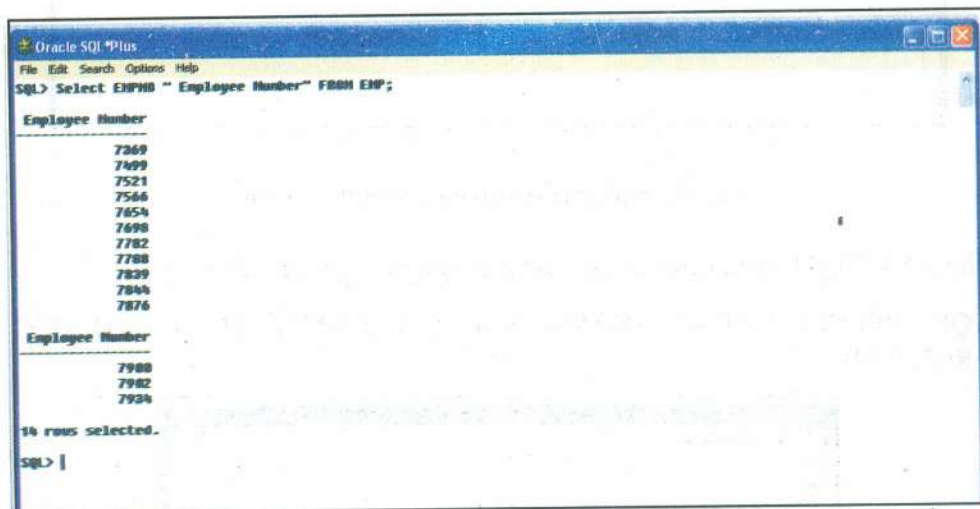 Oracle SQL*Plus
File Edit Search Options Help
SQL> Select EMPNO " Employee Number" FROM EMP;
Employee Number
7369
7499
7521
7566
7654
7698
7782
7788
7839
7844
7876
Employee Number
7900
7902
7934
14 rows selected.
SQL>